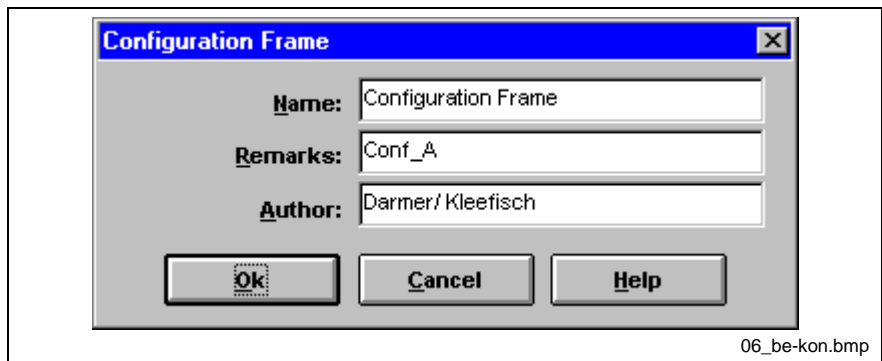 Configuration Frame
Name: Configuration Frame
Remarks: Conf_A
Author: Darmer/ Kleefisch
Ok Cancel Help
06_be-kon.bmp